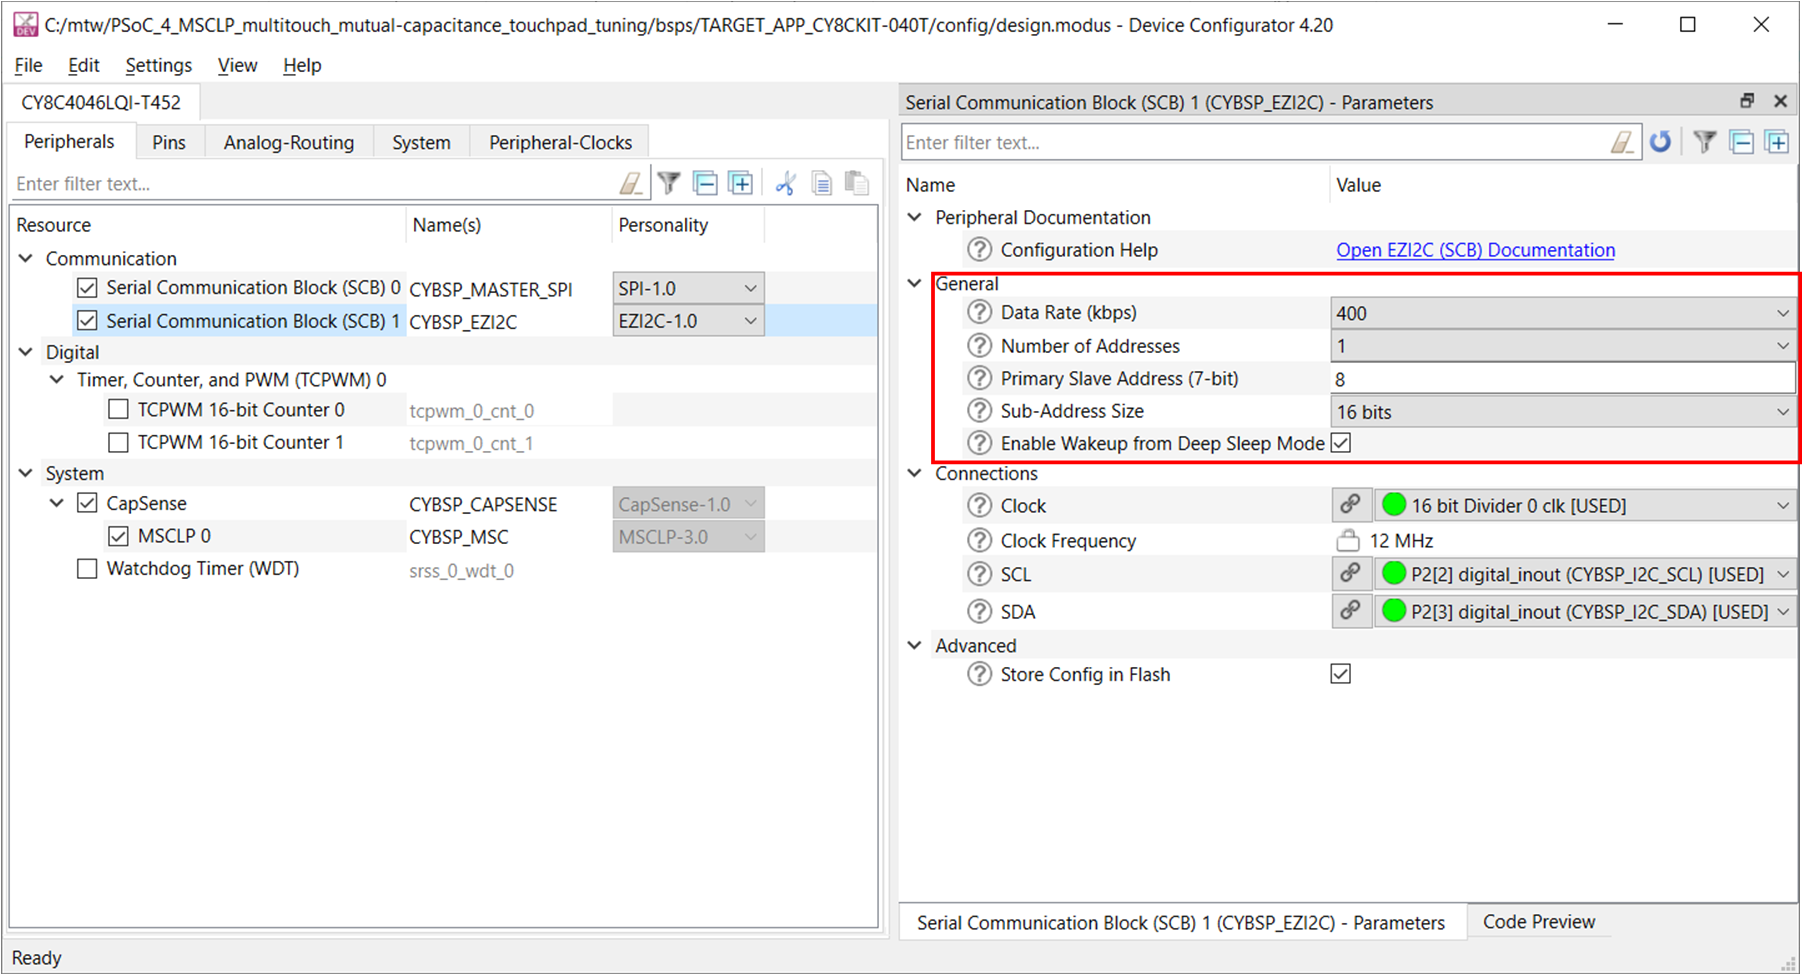 C:/mtw/PSoC_4_MSCLP_multitouch_mutual-capacitance_touchpad_tuning/bsps/TARGET_APP_CY8CKIT-040T/config/design.modus - Device Configurator 4.20
File Edit Settings View Help
CY8C4046LQI-T452
Peripherals Pins Analog-Routing System Peripheral-Clocks
Enter filter text...
Resource Name(s) Personality
Communication
Serial Communication Block (SCB) 0 CYBSP_MASTER_SPI SPI-1.0
Serial Communication Block (SCB) 1 CYBSP_EZI2C EZI2C-1.0
Digital
Timer, Counter, and PWM (TCPWM) 0
TCPWM 16-bit Counter 0 tcpwm_0_cnt_0
TCPWM 16-bit Counter 1 tcpwm_0_cnt_1
System
CapSense CYBSP_CAPSENSE CapSense-1.0
MSCLP 0 CYBSP_MSC MSCLP-3.0
Watchdog Timer (WDT) srss_0_wdt_0
Serial Communication Block (SCB) 1 (CYBSP_EZI2C) - Parameters
Enter filter text...
Name Value
Peripheral Documentation
Configuration Help Open EZI2C (SCB) Documentation
General
Data Rate (kbps) 400
Number of Addresses 1
Primary Slave Address (7-bit) 8
Sub-Address Size 16 bits
Enable Wakeup from Deep Sleep Mode
Connections
Clock 16 bit Divider 0 clk [USED]
Clock Frequency 12 MHz
SCL P2[2] digital_inout (CYBSP_I2C_SCL) [USED]
SDA P2[3] digital_inout (CYBSP_I2C_SDA) [USED]
Advanced
Store Config in Flash
Serial Communication Block (SCB) 1 (CYBSP_EZI2C) - Parameters Code Preview
Ready